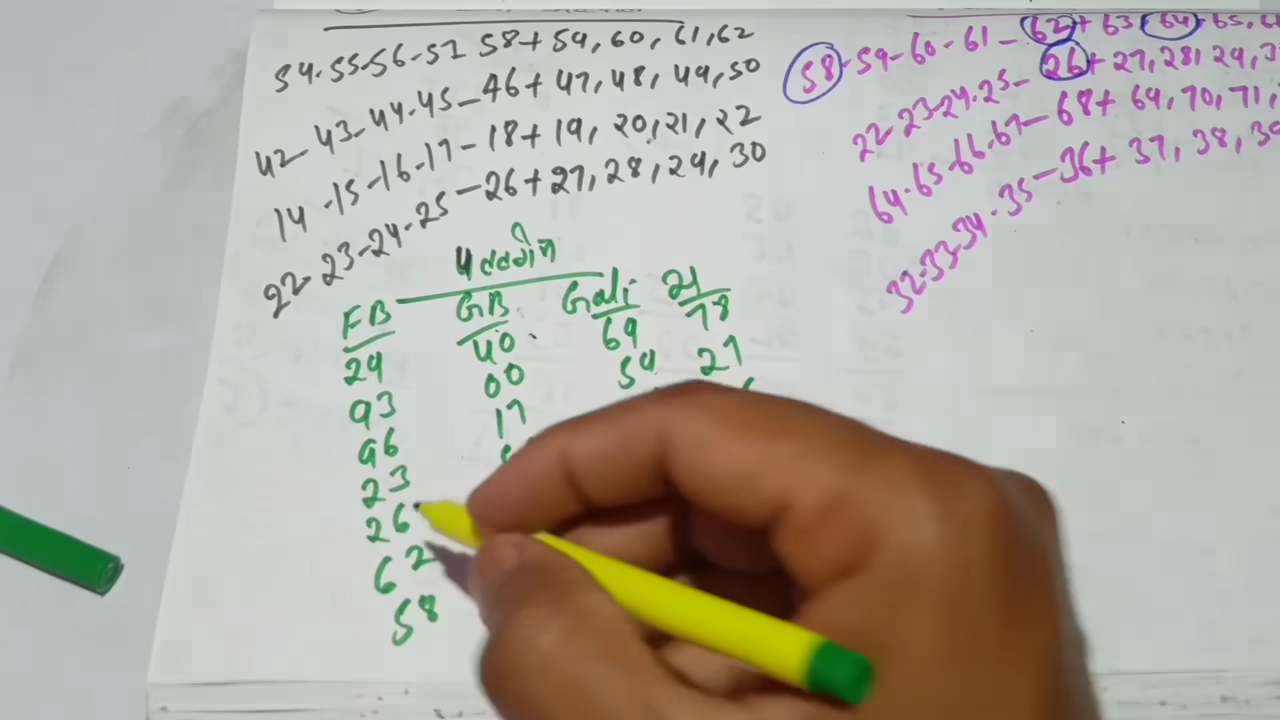 54-55-56-57 58+59, 60, 61, 62
42-43-44-45-46+47, 48, 49, 50
14-15-16-17-18+19, 20, 21, 22
22-23-24-25-26+27, 28, 29, 30
58-59-60-61-62+63 64, 65,
22-23-24-25-26+27, 28, 29,
64-65-66-67-68+69, 70, 71,
32-33-34-35-36+37, 38,
FB GB Gali
24 40 69 78
93 00 54 27
96 17
23
26
62
58